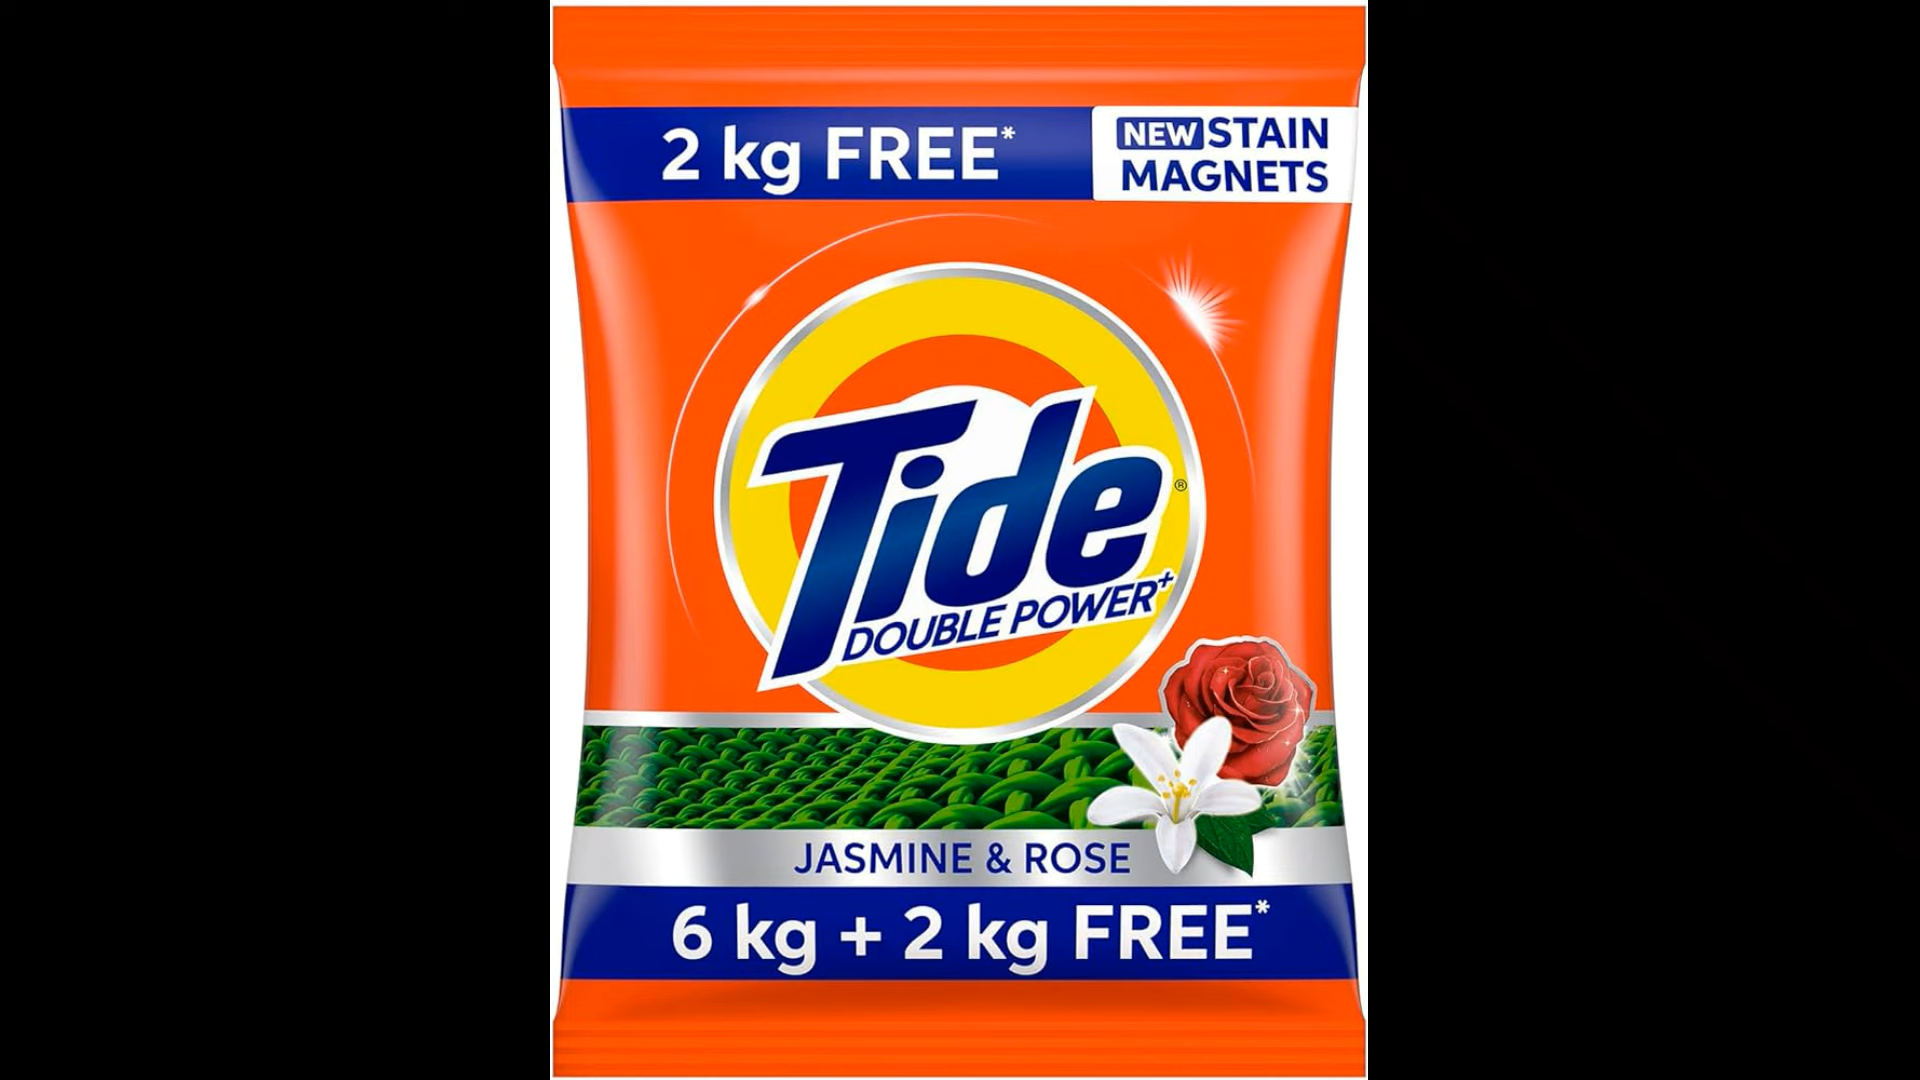 2 kg FREE*
NEW STAIN
MAGNETS
Tide®
DOUBLE POWER+
JASMINE & ROSE
6 kg + 2 kg FREE*